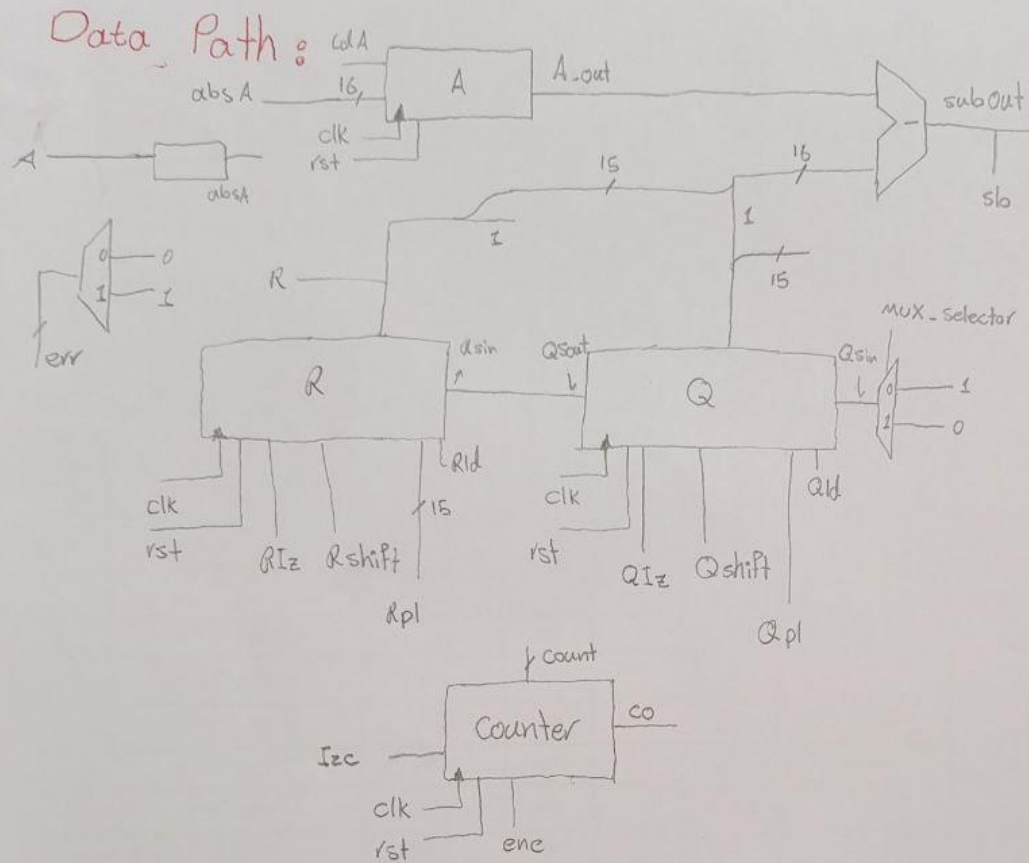 Data Path :
ldA
absA
16
A
A_out
clk
rst
subOut
slo
A
absA
15
16
1
1
15
R
0
0
1
1
err
MUX_selector
R
Qsout
Q
Qsin
0
1
1
0
Rld
clk
rst
RIz
Rshift
15
Rpl
Qld
clk
rst
QIz
Qshift
Qpl
count
Counter
co
Izc
clk
rst
enc